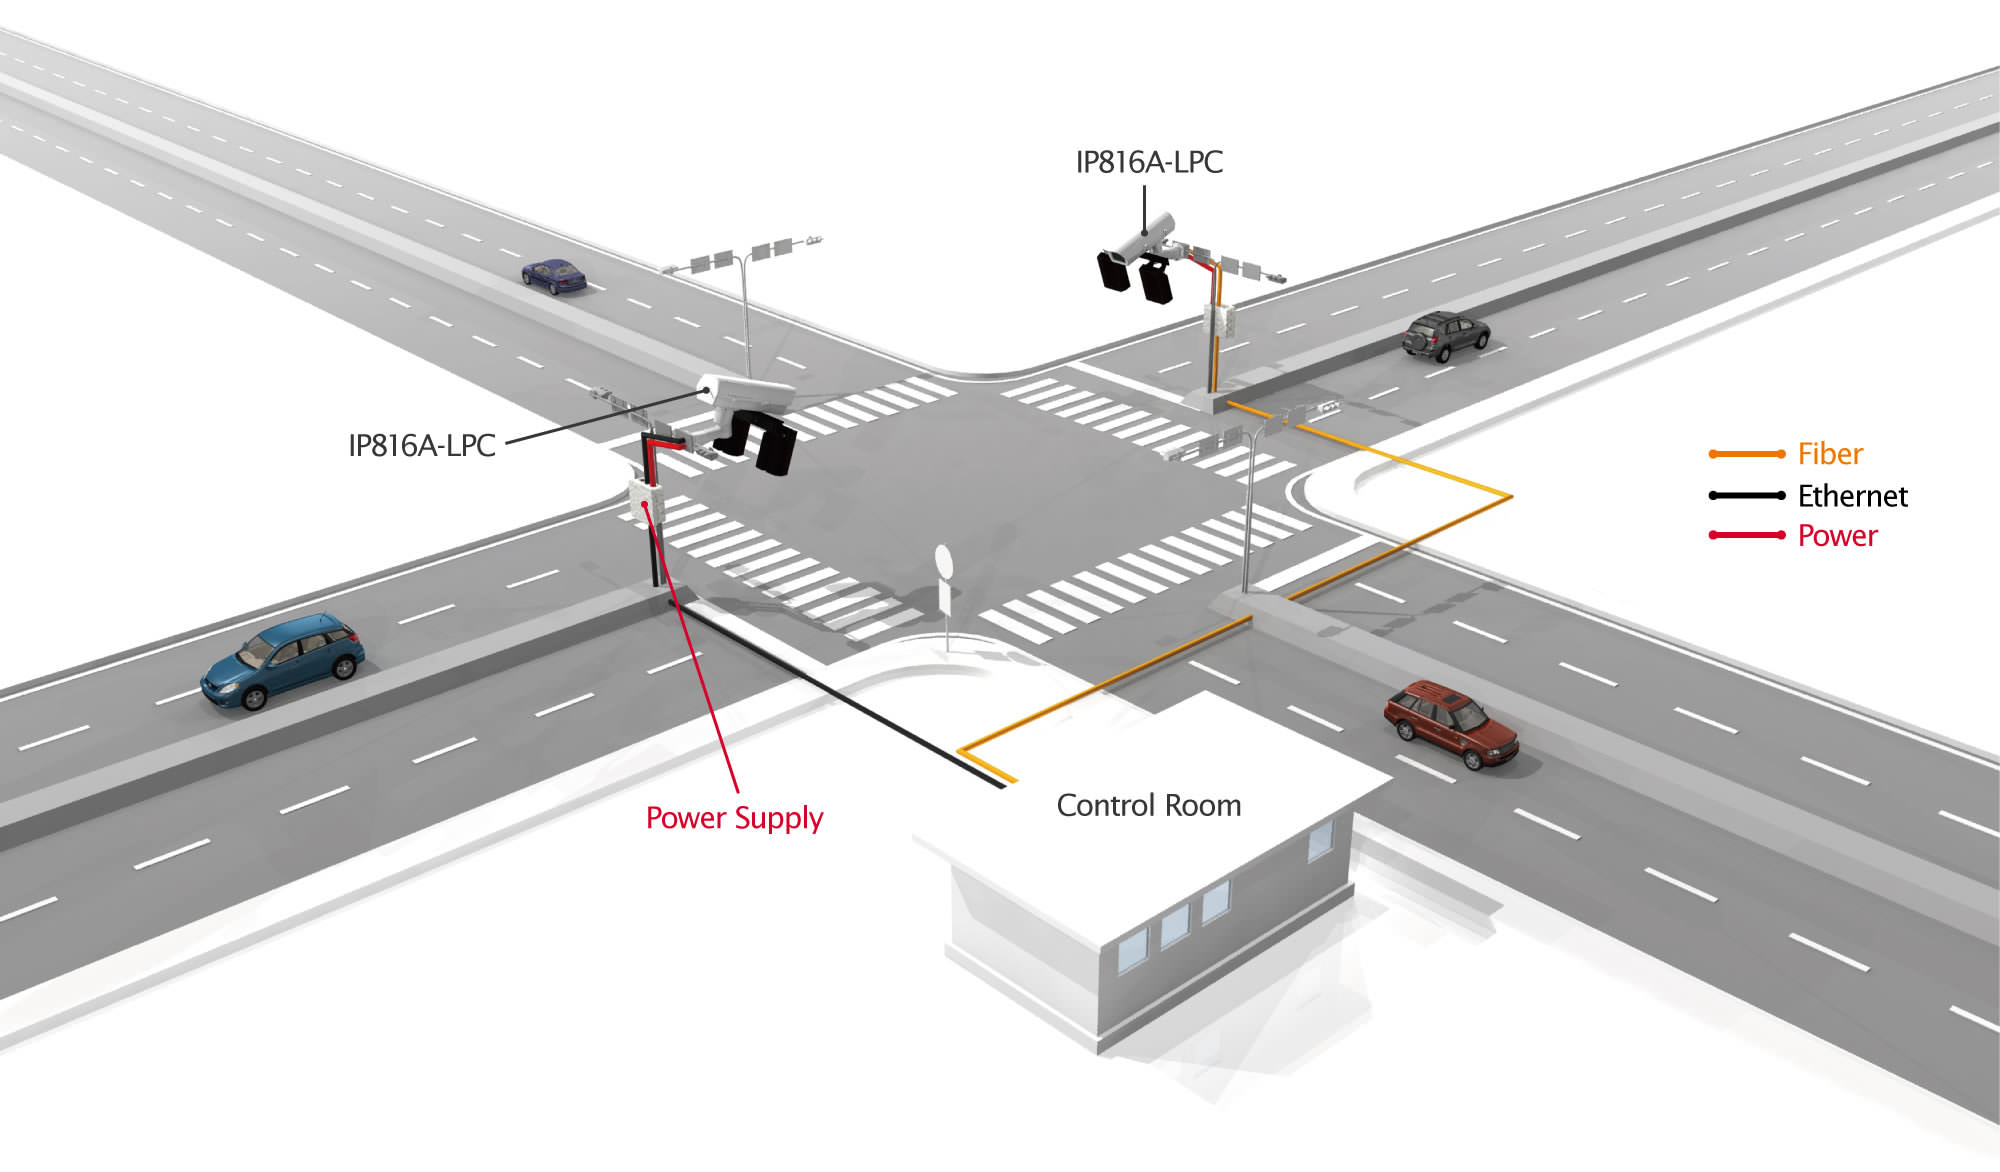 IP816A-LPC
IP816A-LPC
Fiber
Ethernet
Power
Control Room
Power Supply